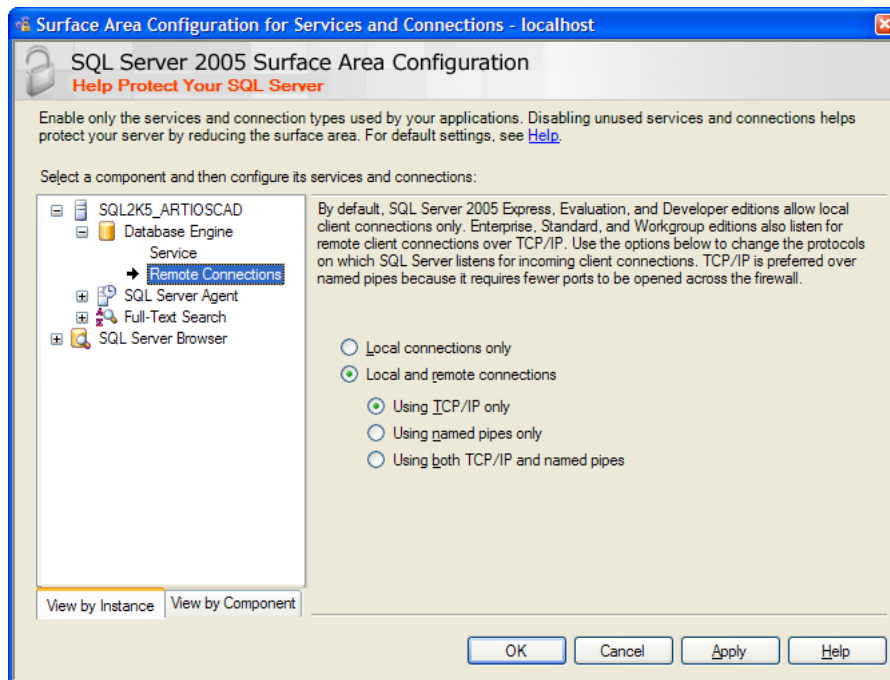 Surface Area Configuration for Services and Connections - localhost
SQL Server 2005 Surface Area Configuration
Help Protect Your SQL Server
Enable only the services and connection types used by your applications. Disabling unused services and connections helps
protect your server by reducing the surface area. For default settings, see Help.
Select a component and then configure its services and connections:
SQL2K5_ARTIOSCAD
Database Engine
Service
Remote Connections
SQL Server Agent
Full-Text Search
SQL Server Browser
View by Instance
View by Component
By default, SQL Server 2005 Express, Evaluation, and Developer editions allow local
client connections only. Enterprise, Standard, and Workgroup editions also listen for
remote client connections over TCP/IP. Use the options below to change the protocols
on which SQL Server listens for incoming client connections. TCP/IP is preferred over
named pipes because it requires fewer ports to be opened across the firewall.
Local connections only
Local and remote connections
Using TCP/IP only
Using named pipes only
Using both TCP/IP and named pipes
OK
Cancel
Apply
Help